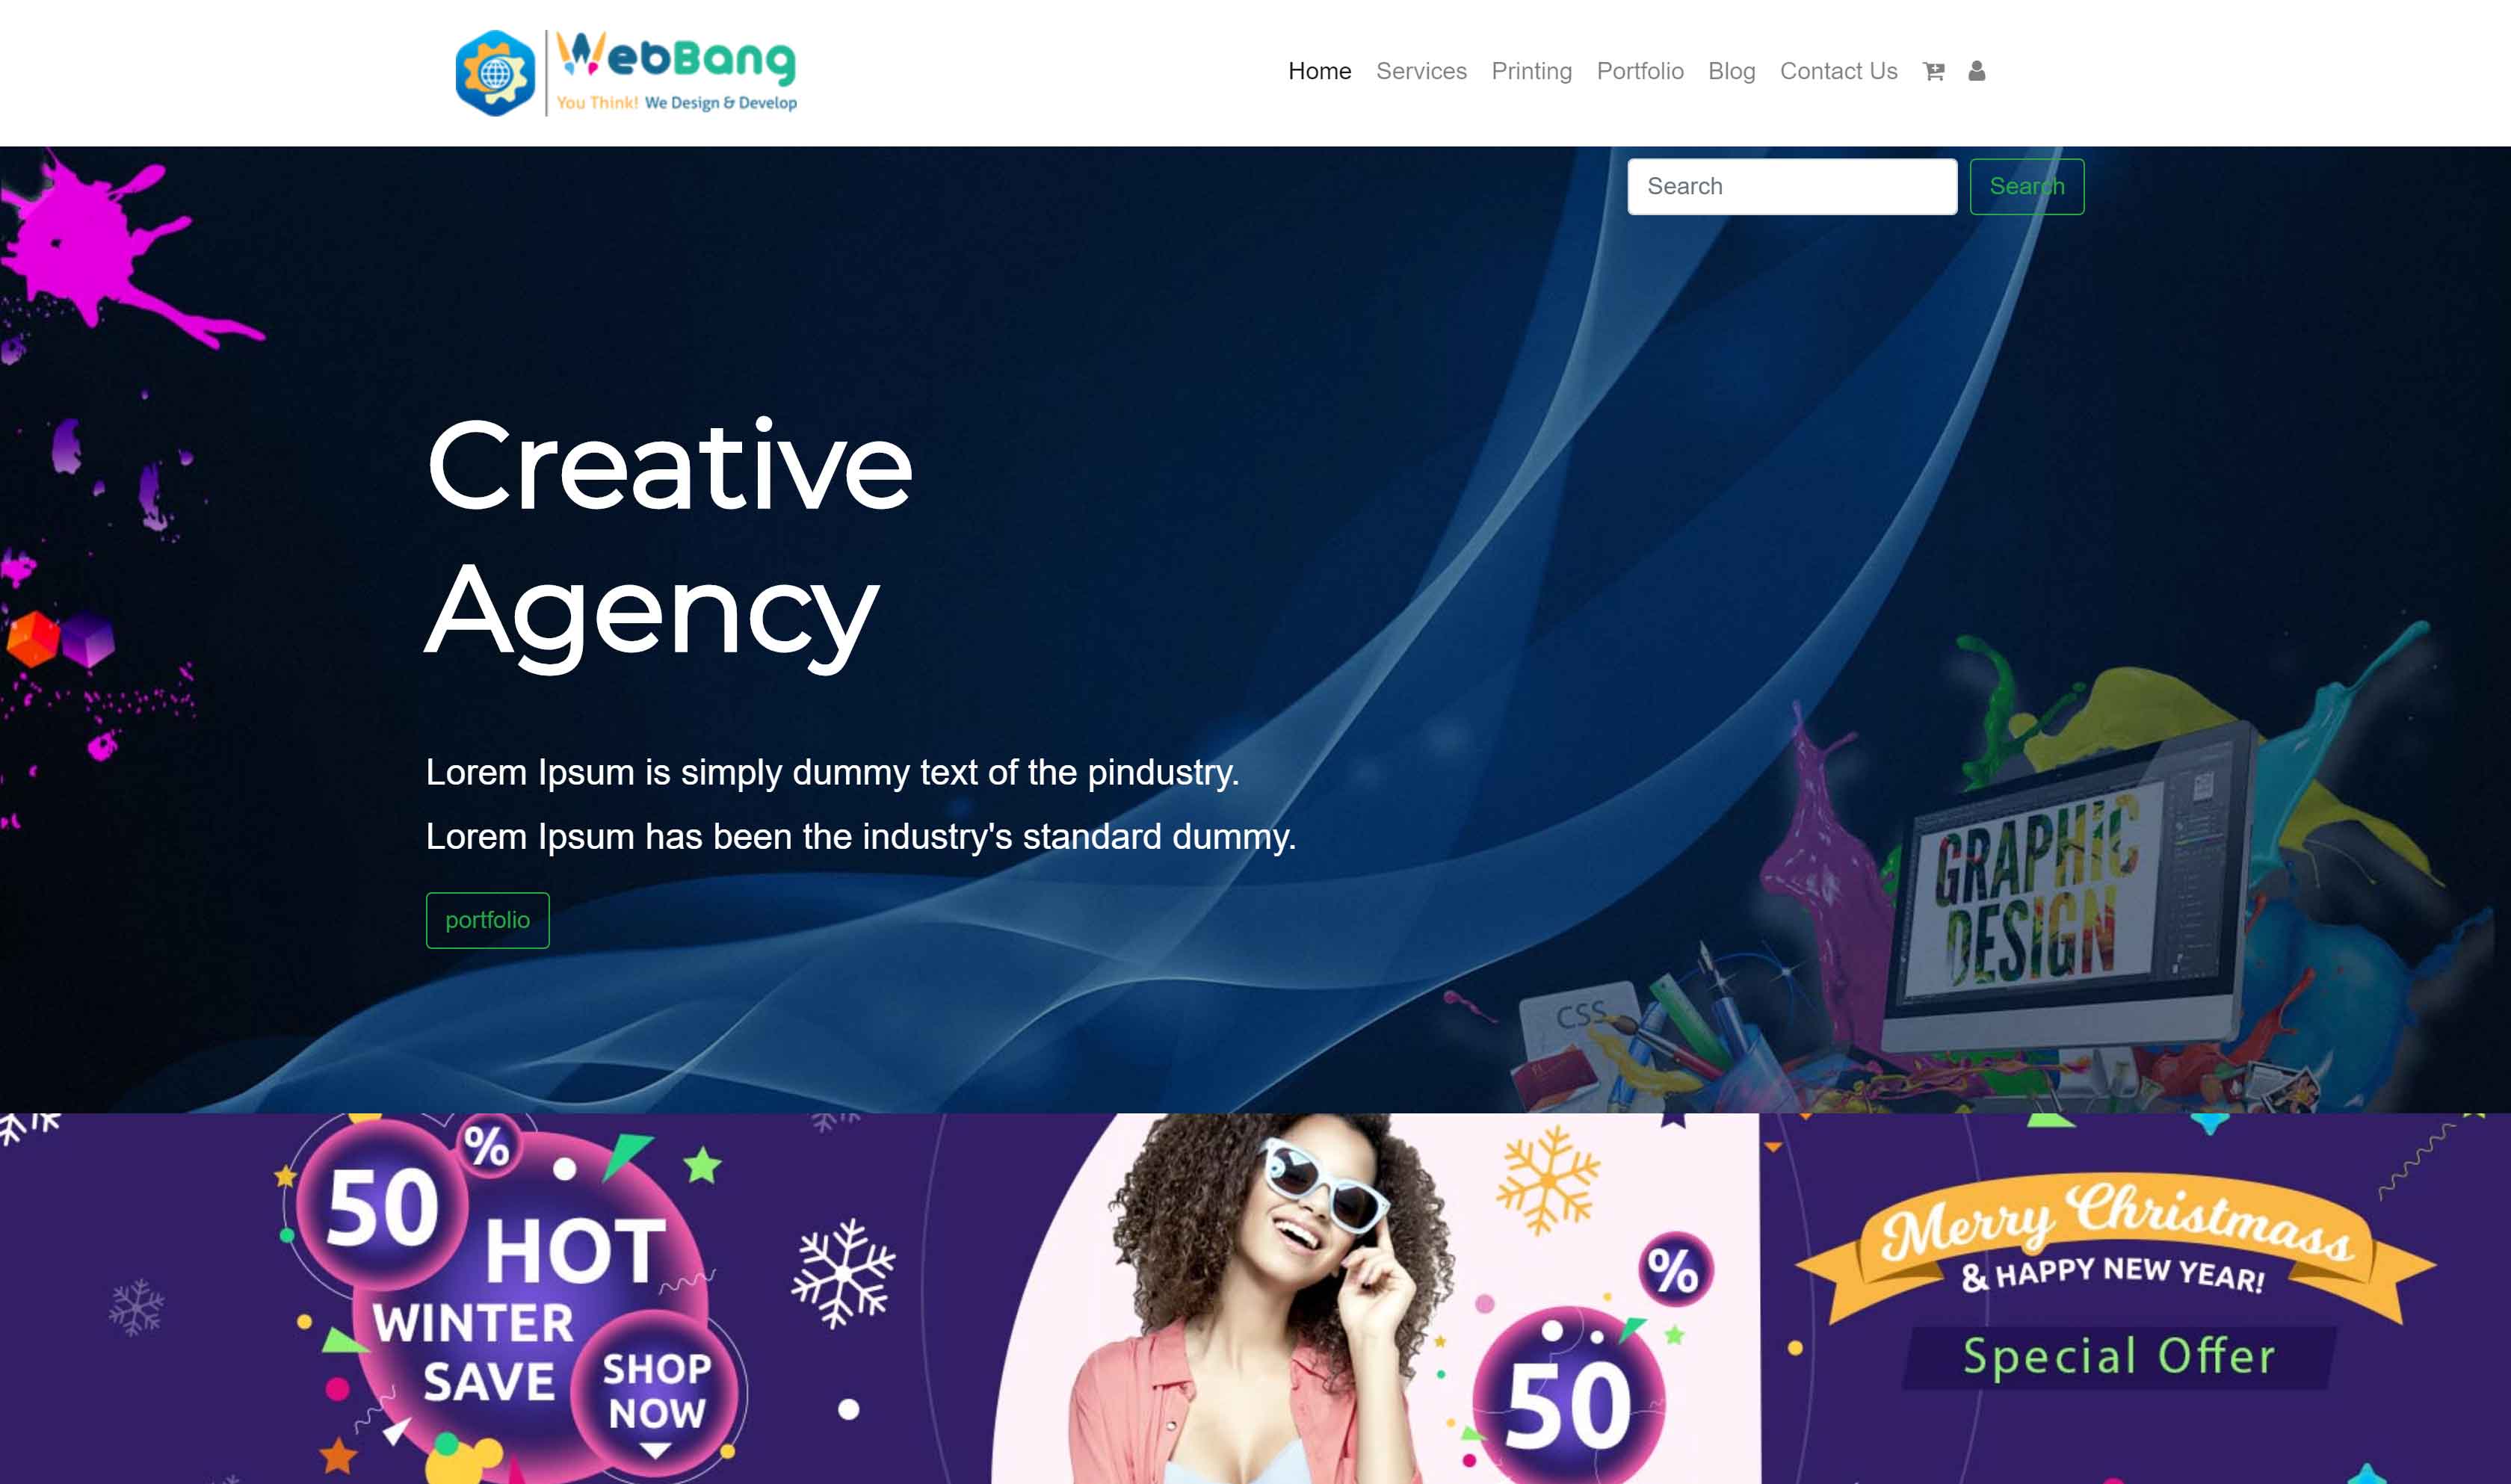 WebBang
You Think! We Design & Develop
Home Services Printing Portfolio Blog Contact Us
Search Search
Creative
Agency
Lorem Ipsum is simply dummy text of the pindustry.
Lorem Ipsum has been the industry's standard dummy.
portfolio
GRAPHIC
DESIGN
CSS
50 %
HOT
WINTER
SAVE
SHOP
NOW
%
50
Merry Christmass
& HAPPY NEW YEAR!
Special Offer